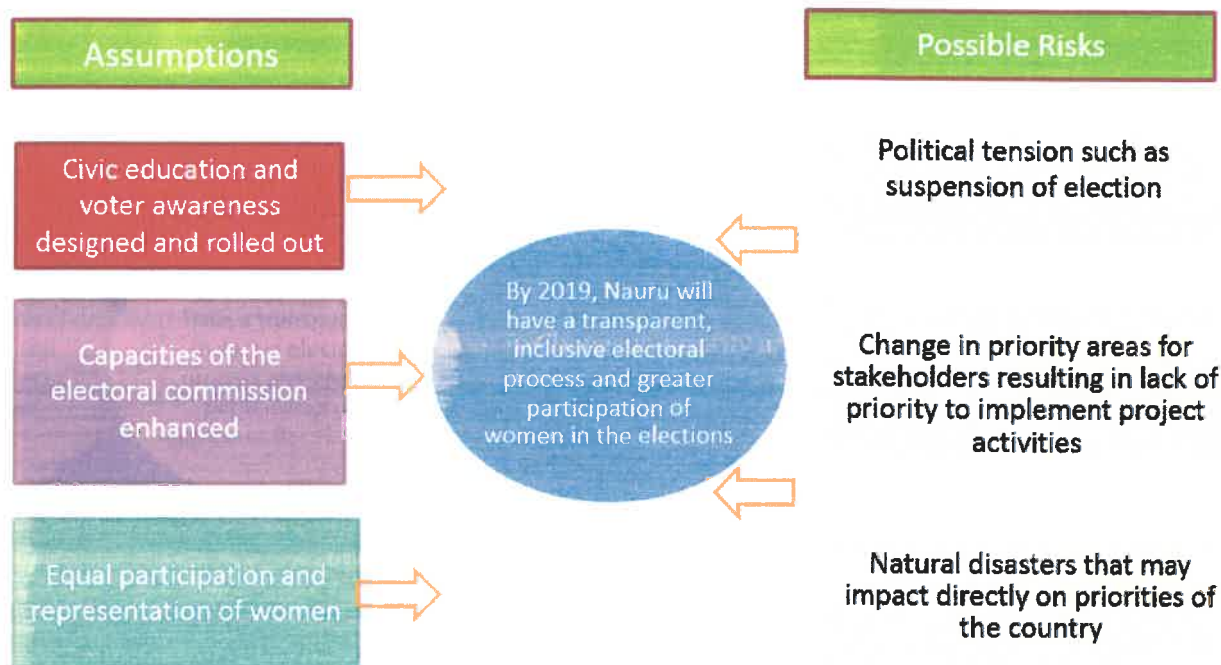 Assumptions
Civic education and
voter awareness
designed and rolled out
Capacities of the
electoral commission
enhanced
Equal participation and
representation of women
By 2019, Nauru will
have a transparent,
inclusive electoral
process and greater
participation of
women in the elections
Possible Risks
Political tension such as
suspension of election
Change in priority areas for
stakeholders resulting in lack of
priority to implement project
activities
Natural disasters that may
impact directly on priorities of
the country